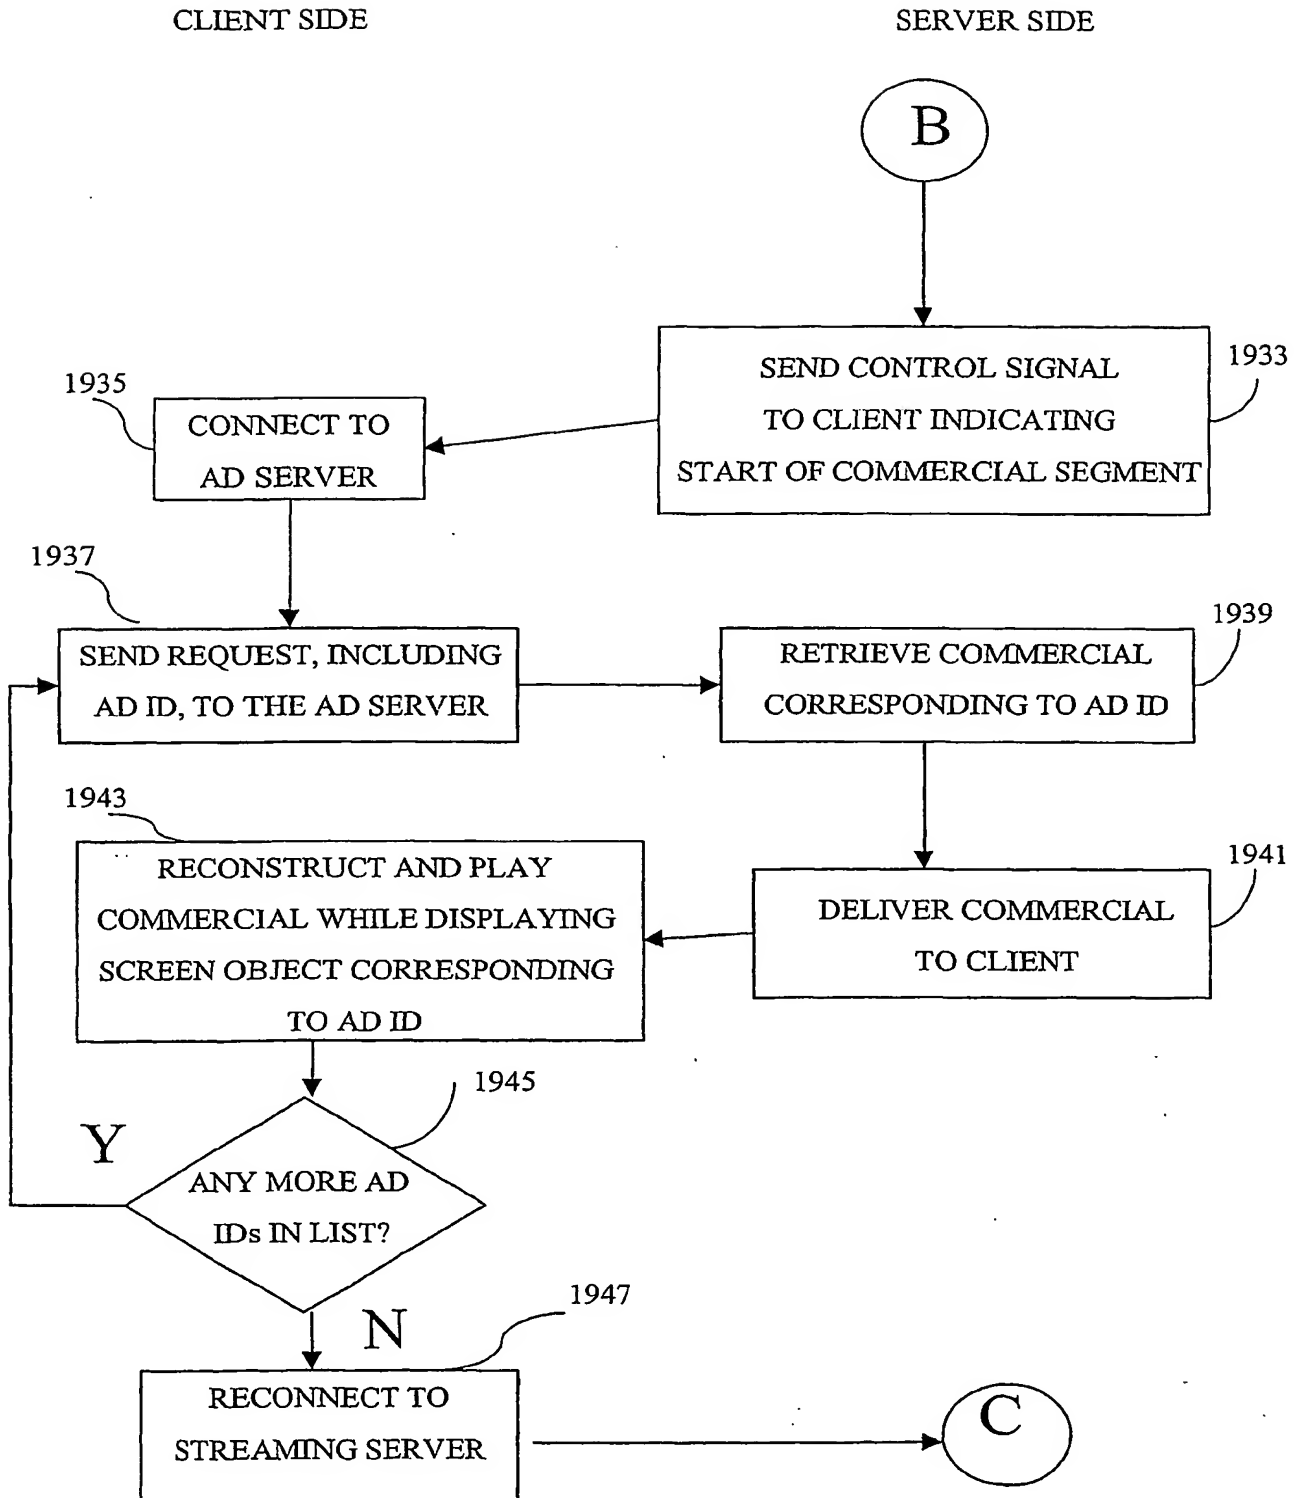 CLIENT SIDE
SERVER SIDE
B
SEND CONTROL SIGNAL
TO CLIENT INDICATING
START OF COMMERCIAL SEGMENT
1933
1935
CONNECT TO
AD SERVER
1937
SEND REQUEST, INCLUDING
AD ID, TO THE AD SERVER
RETRIEVE COMMERCIAL
CORRESPONDING TO AD ID
1939
1943
RECONSTRUCT AND PLAY
COMMERCIAL WHILE DISPLAYING
SCREEN OBJECT CORRESPONDING
TO AD ID
DELIVER COMMERCIAL
TO CLIENT
1941
1945
Y
ANY MORE AD
IDs IN LIST?
N
1947
RECONNECT TO
STREAMING SERVER
C